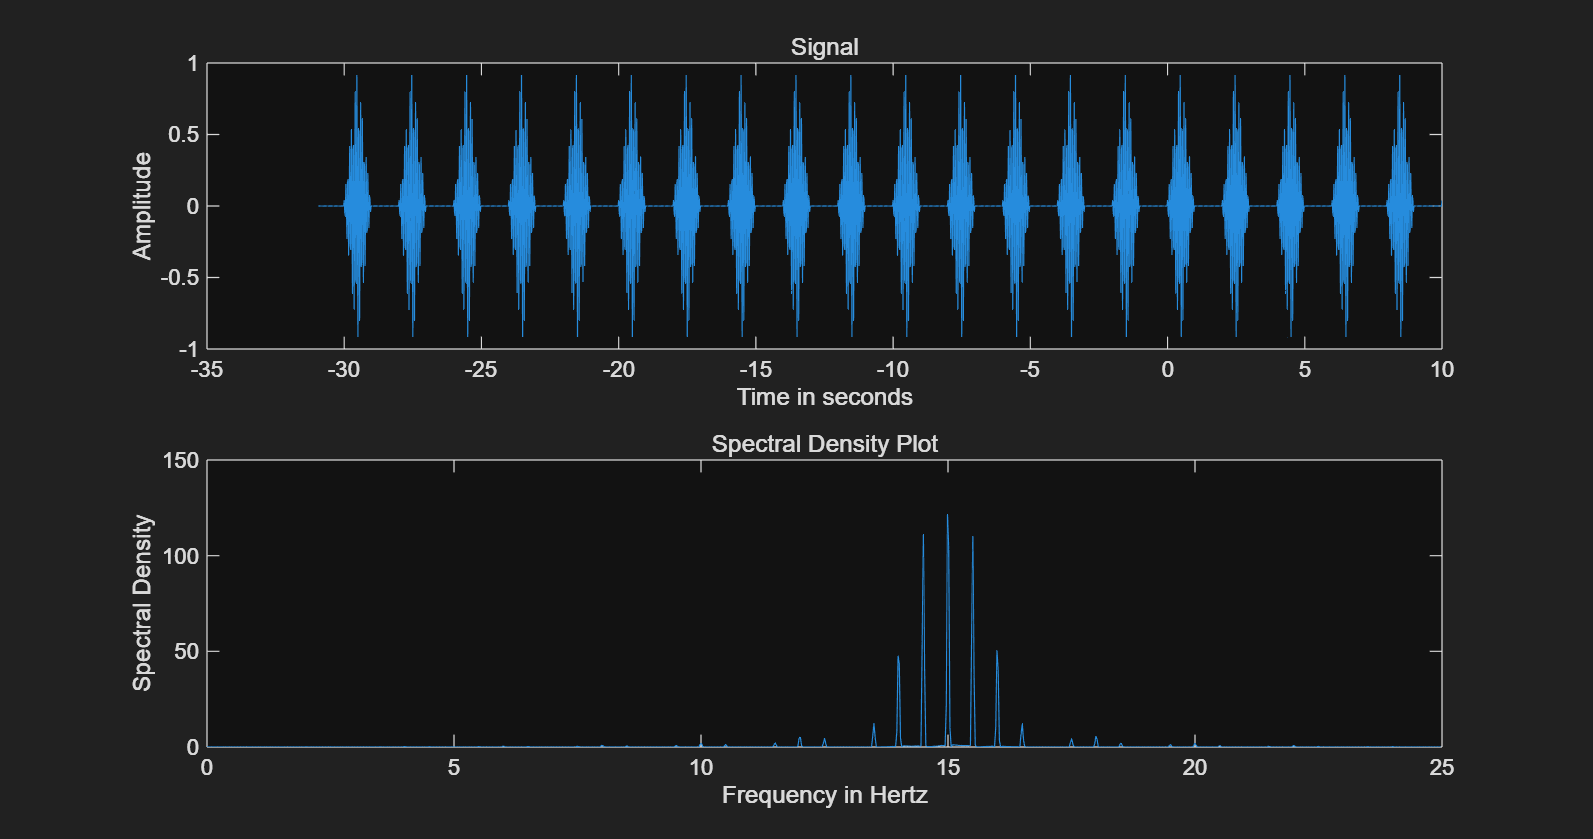 Signal
1
0.5
0
-0.5
-1
Amplitude
-35 -30 -25 -20 -15 -10 -5 0 5 10
Time in seconds
Spectral Density Plot
150
100
50
0
Spectral Density
0 5 10 15 20 25
Frequency in Hertz